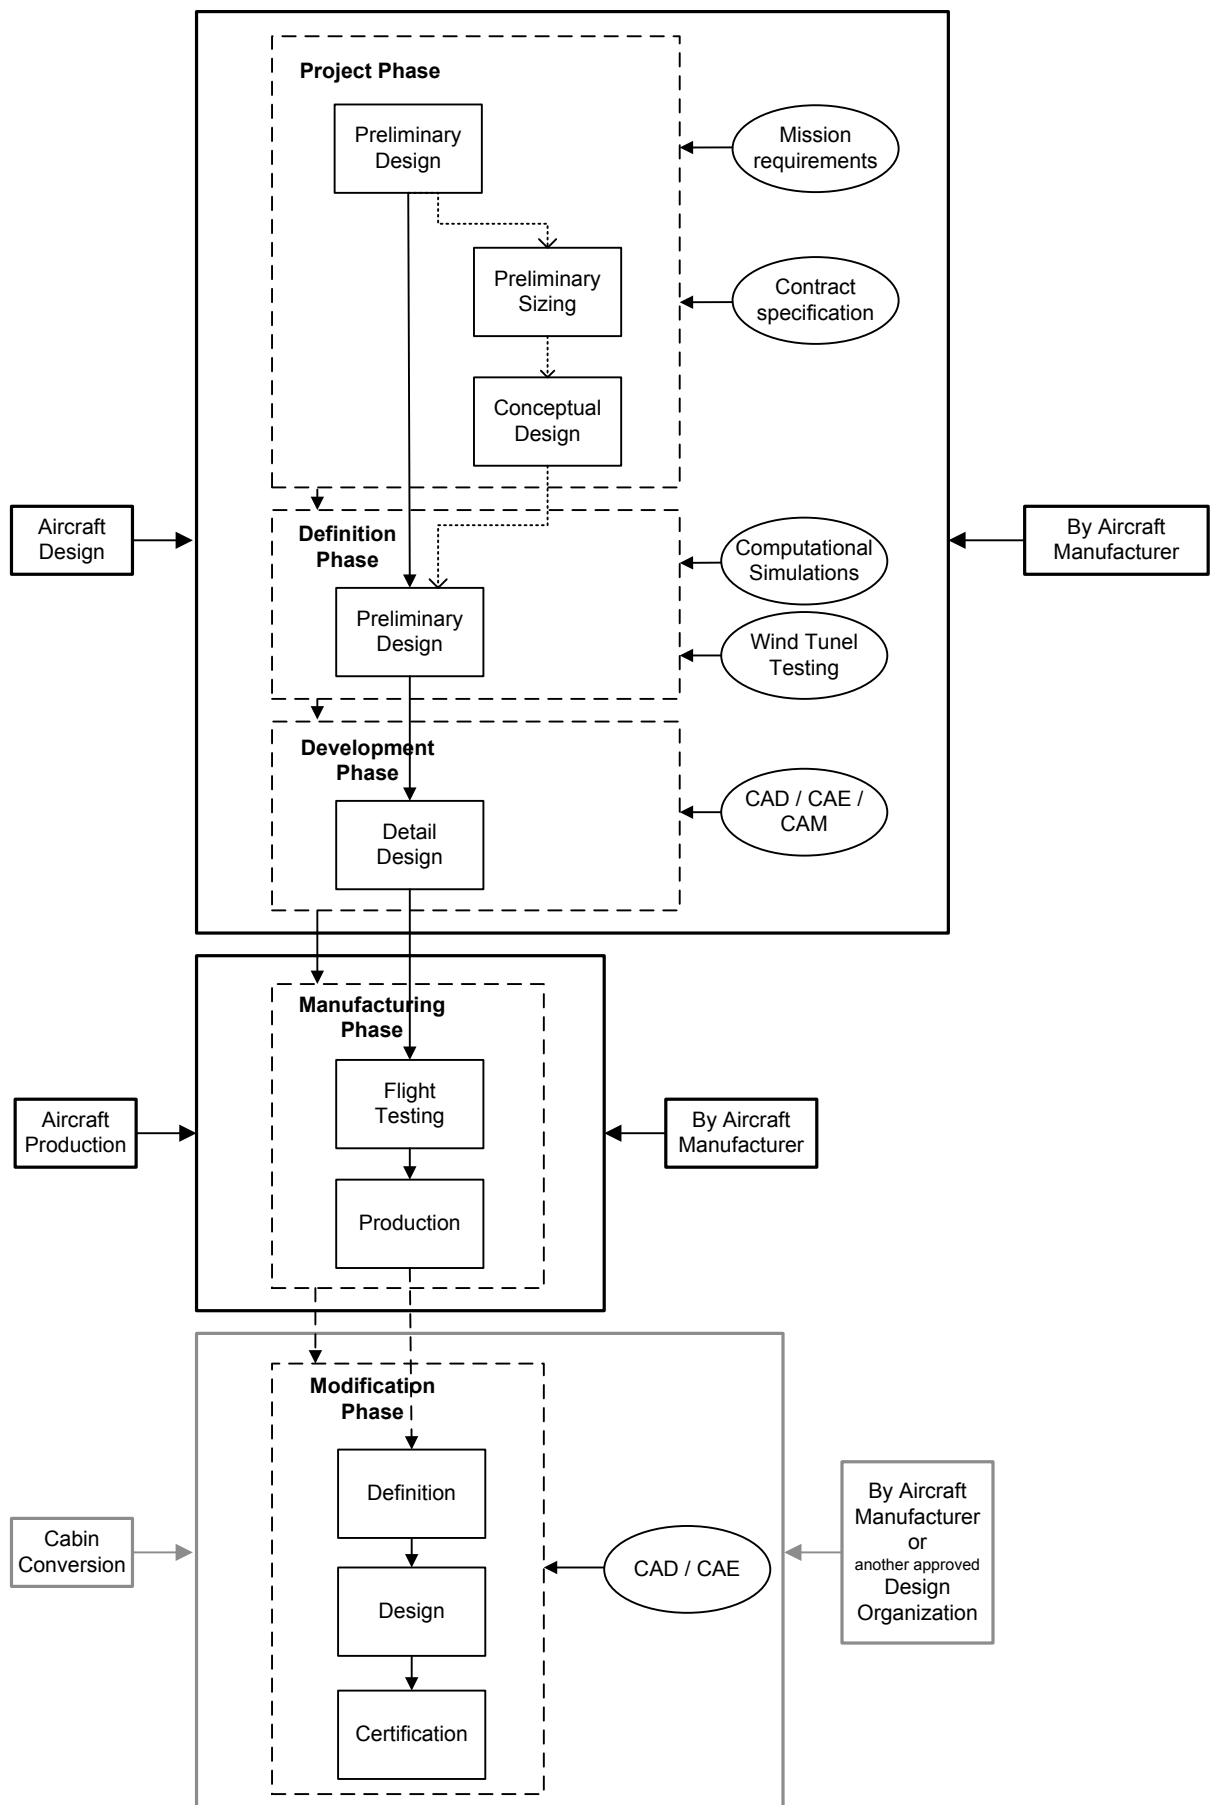 Project Phase
Preliminary
Design
Mission
requirements
Preliminary
Sizing
Contract
specification
Conceptual
Design
Aircraft
Design
Definition
Phase
Computational
Simulations
By Aircraft
Manufacturer
Preliminary
Design
Wind Tunel
Testing
Development
Phase
CAD / CAE /
CAM
Detail
Design
Manufacturing
Phase
Flight
Testing
Aircraft
Production
By Aircraft
Manufacturer
Production
Modification
Phase
Definition
By Aircraft
Manufacturer
or
another approved
Design
Organization
Cabin
Conversion
CAD / CAE
Design
Certification